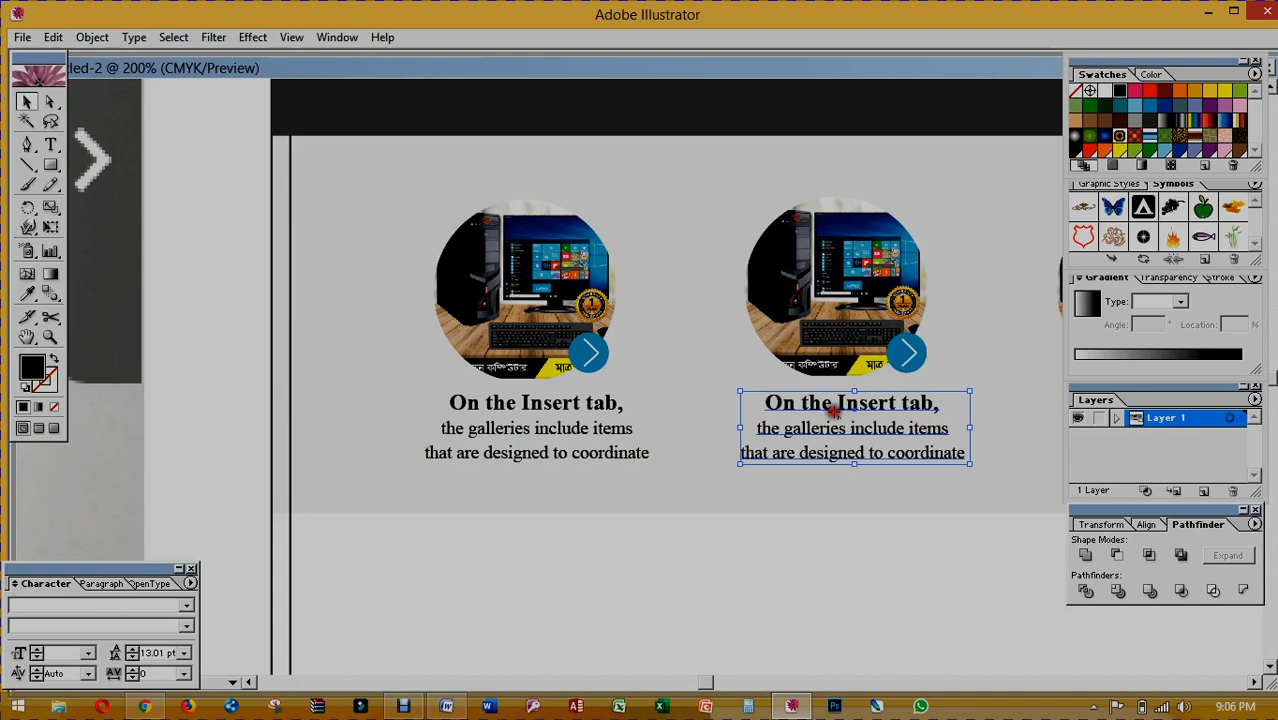 Adobe Illustrator
File Edit Object Type Select Filter Effect View Window Help
led-2 @ 200% (CMYK/Preview)
Swatches Color
Graphic Styles Symbols
Gradient Transparency Stroke
Type:
Angle: ° Location: %
Layers
Layer 1
1 Layer
Transform Align Pathfinder
Shape Modes:
Expand
Pathfinders:
মাত্র
মাত্র
On the Insert tab,
the galleries include items
that are designed to coordinate
On the Insert tab,
the galleries include items
that are designed to coordinate
Character Paragraph OpenType
13.01 pt
Auto 0
9:06 PM